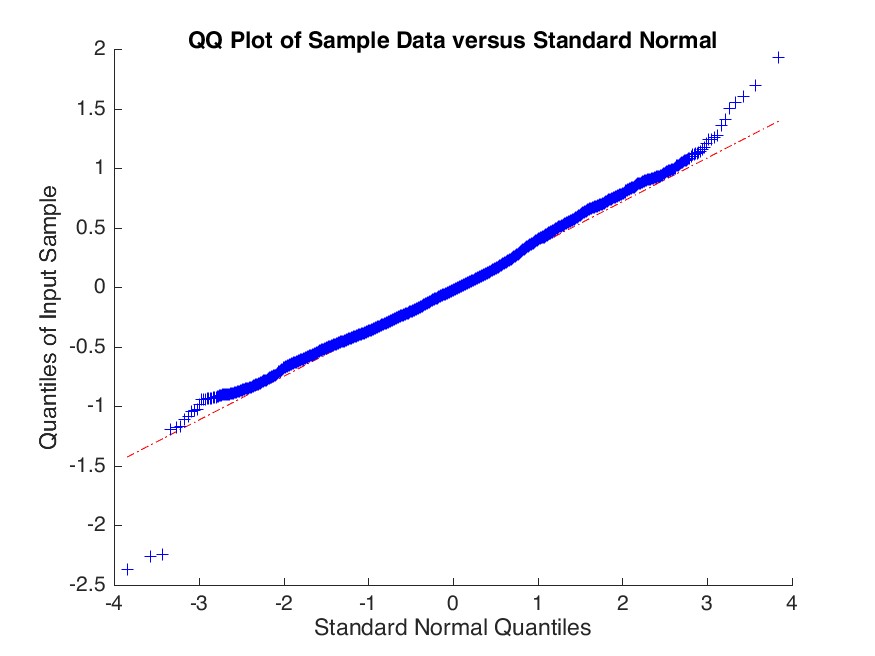 QQ Plot of Sample Data versus Standard Normal
2
1.5
1
0.5
0
-0.5
-1
-1.5
-2
-2.5
Quantiles of Input Sample
-4 -3 -2 -1 0 1 2 3 4
Standard Normal Quantiles